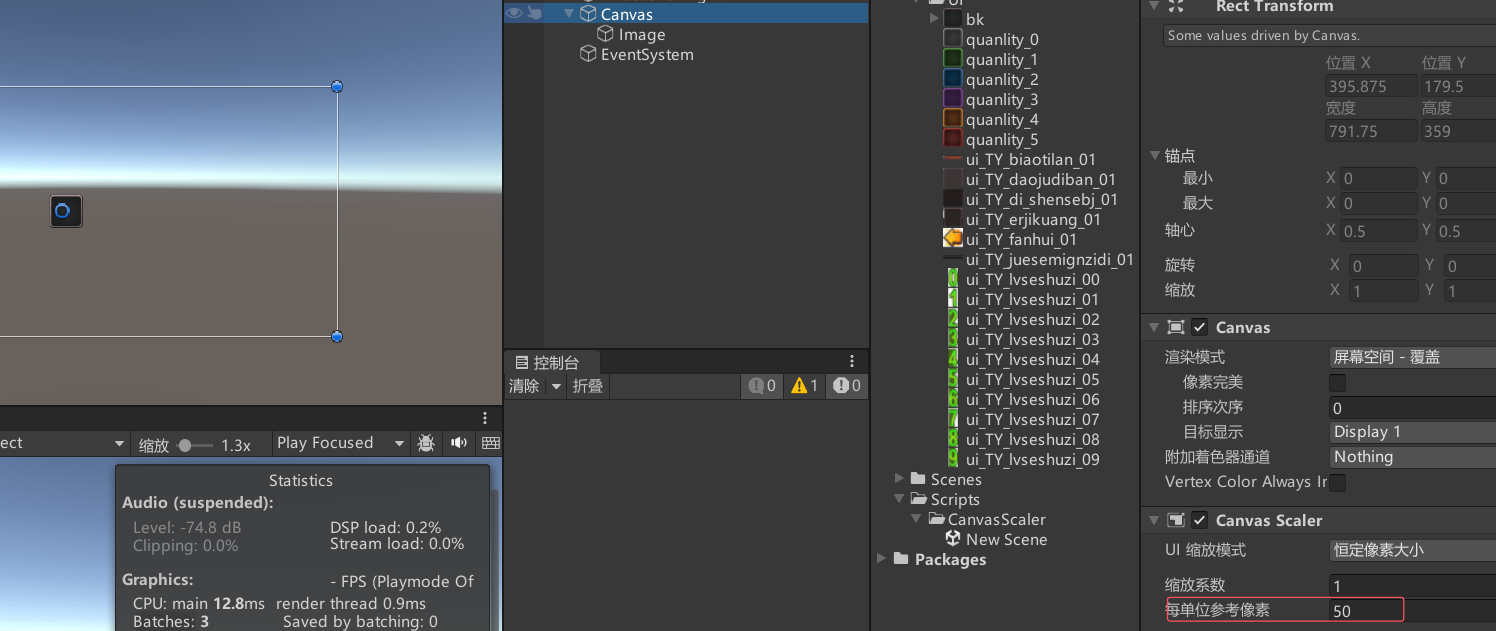 Canvas
Image
EventSystem
控制台
清除
折叠
0
1
0
ect
缩放
1.3x
Play Focused
Statistics
Audio (suspended):
Level: -74.8 dB
DSP load: 0.2%
Clipping: 0.0%
Stream load: 0.0%
Graphics:
- FPS (Playmode Of
CPU: main 12.8ms render thread 0.9ms
Batches: 3
Saved by batching: 0
bk
quanlity_0
quanlity_1
quanlity_2
quanlity_3
quanlity_4
quanlity_5
ui_TY_biaotilan_01
ui_TY_daojudiban_01
ui_TY_di_shensebj_01
ui_TY_erjikuang_01
ui_TY_fanhui_01
ui_TY_juesemignzidi_01
ui_TY_lvseshuzi_00
ui_TY_lvseshuzi_01
ui_TY_lvseshuzi_02
ui_TY_lvseshuzi_03
ui_TY_lvseshuzi_04
ui_TY_lvseshuzi_05
ui_TY_lvseshuzi_06
ui_TY_lvseshuzi_07
ui_TY_lvseshuzi_08
ui_TY_lvseshuzi_09
Scenes
Scripts
CanvasScaler
New Scene
Packages
Rect Transform
Some values driven by Canvas.
位置 X 位置 Y
395.875 179.5
宽度 高度
791.75 359
锚点
最小 X 0 Y 0
最大 X 0 Y 0
轴心 X 0.5 Y 0.5
旋转 X 0 Y 0
缩放 X 1 Y 1
Canvas
渲染模式 屏幕空间 - 覆盖
像素完美
排序次序 0
目标显示 Display 1
附加着色器通道 Nothing
Vertex Color Always Ir
Canvas Scaler
UI 缩放模式 恒定像素大小
缩放系数 1
每单位参考像素 50